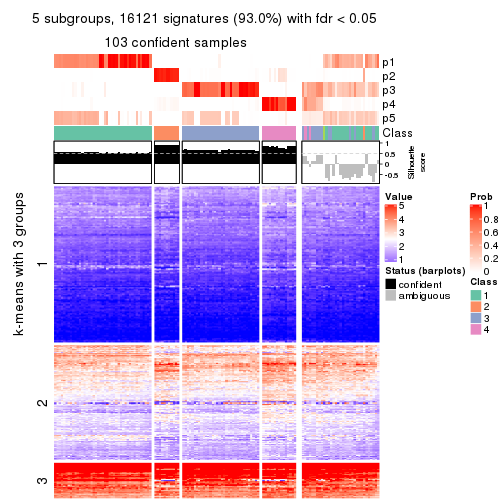 5 subgroups, 16121 signatures (93.0%) with fdr < 0.05
103 confident samples
p1
p2
p3
p4
p5
Class
1
0.5
0
-0.5
Silhouette
score
k-means with 3 groups
1
2
3
Value
5
4
3
2
1
Status (barplots)
confident
ambiguous
Prob
1
0.8
0.6
0.4
0.2
0
Class
1
2
3
4